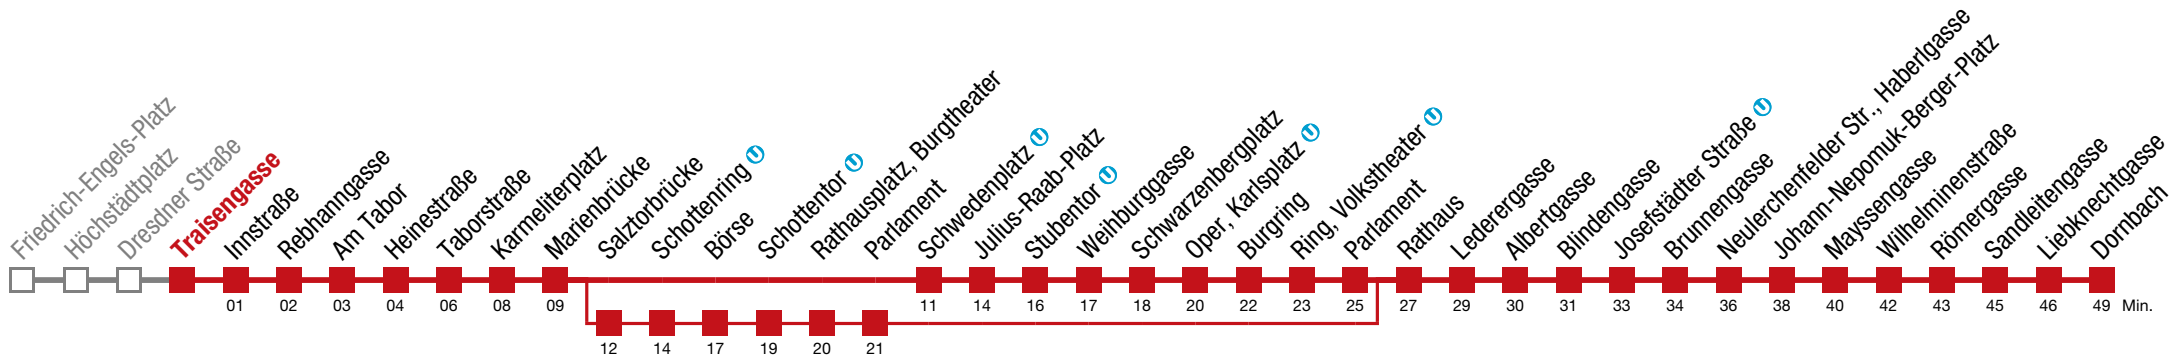 Friedrich-Engels-Platz
Höchstädtplatz
Dresdner Straße
Traisengasse
Innstraße
Rebhanngasse
Am Tabor
Heinestraße
Taborstraße
Karmeliterplatz
Marienbrücke
Salztorbrücke
Schottenring U
Börse
Schottentor U
Rathausplatz, Burgtheater
Parlament
Schwedenplatz U
Julius-Raab-Platz
Stubentor U
Weihburggasse
Schwarzenbergplatz
Oper, Karlsplatz U
Burgring
Ring, Volkstheater U
Parlament
Rathaus
Lederergasse
Albertgasse
Blindengasse
Josefstädter Straße U
Brunnengasse
Neulerchenfelder Str., Haberlgasse
Johann-Nepomuk-Berger-Platz
Mayssengasse
Wilhelminenstraße
Römergasse
Sandleitengasse
Liebknechtgasse
Dornbach
01 02 03 04 06 08 09 11 14 16 17 18 20 22 23 25 27 29 30 31 33 34 36 38 40 42 43 45 46 49 Min.
12 14 17 19 20 21